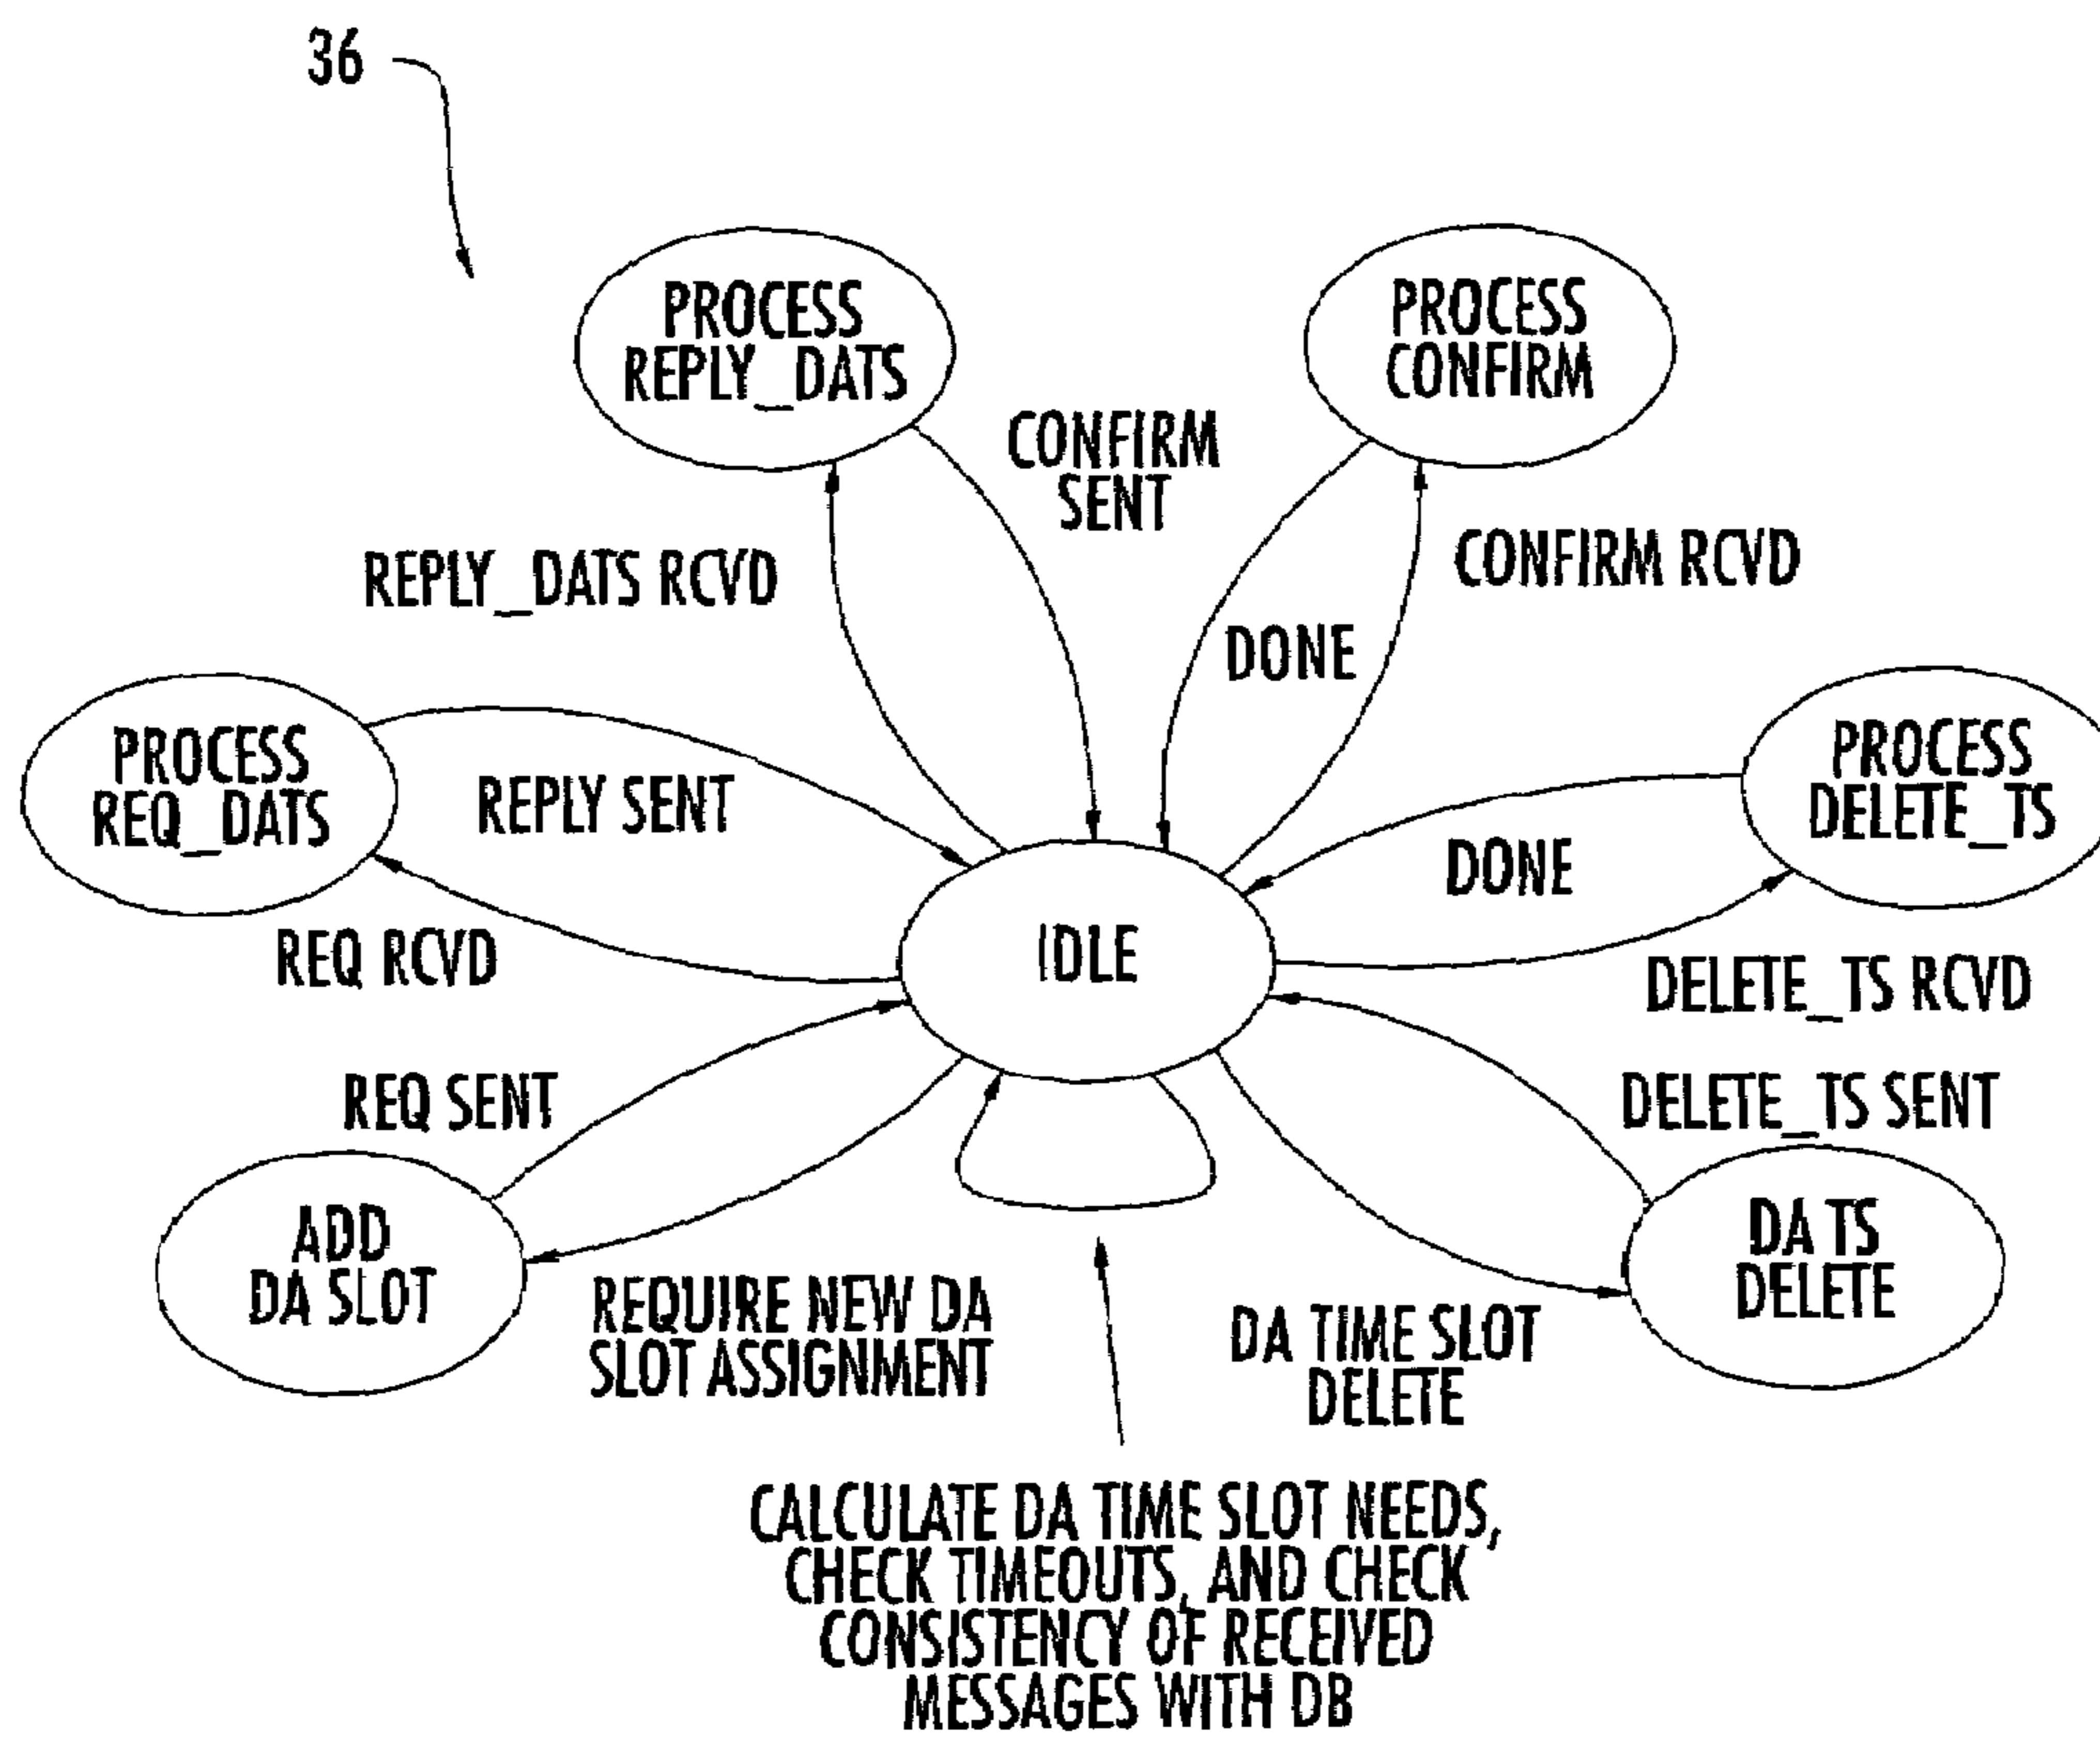 36
PROCESS
REPLY_DATS
PROCESS
CONFIRM
CONFIRM
SENT
REPLY_DATS RCVD
CONFIRM RCVD
DONE
PROCESS
REQ_DATS
REPLY SENT
PROCESS
DELETE_TS
DONE
REQ RCVD
IDLE
DELETE_TS RCVD
REQ SENT
DELETE_TS SENT
ADD
DA SLOT
DA TS
DELETE
REQUIRE NEW DA
SLOT ASSIGNMENT
DA TIME SLOT
DELETE
CALCULATE DA TIME SLOT NEEDS,
CHECK TIMEOUTS, AND CHECK
CONSISTENCY OF RECEIVED
MESSAGES WITH DB